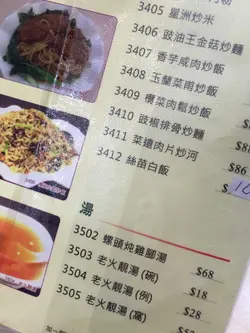 3405 星洲炒米
3406 豉油王金菇炒麵
3407 香芋咸肉炒飯
3408 玉蘭菜甫炒飯
3409 欖菜肉鬆炒飯
3410 豉椒排骨炒麵
3411 菜遠肉片炒河
3412 絲苗白飯
$10
湯
3502 螺頭炖雞腳湯 $68
3503 老火靚湯 (碗) $18
3504 老火靚湯 (例) $28
3505 老火靚湯 (窩)